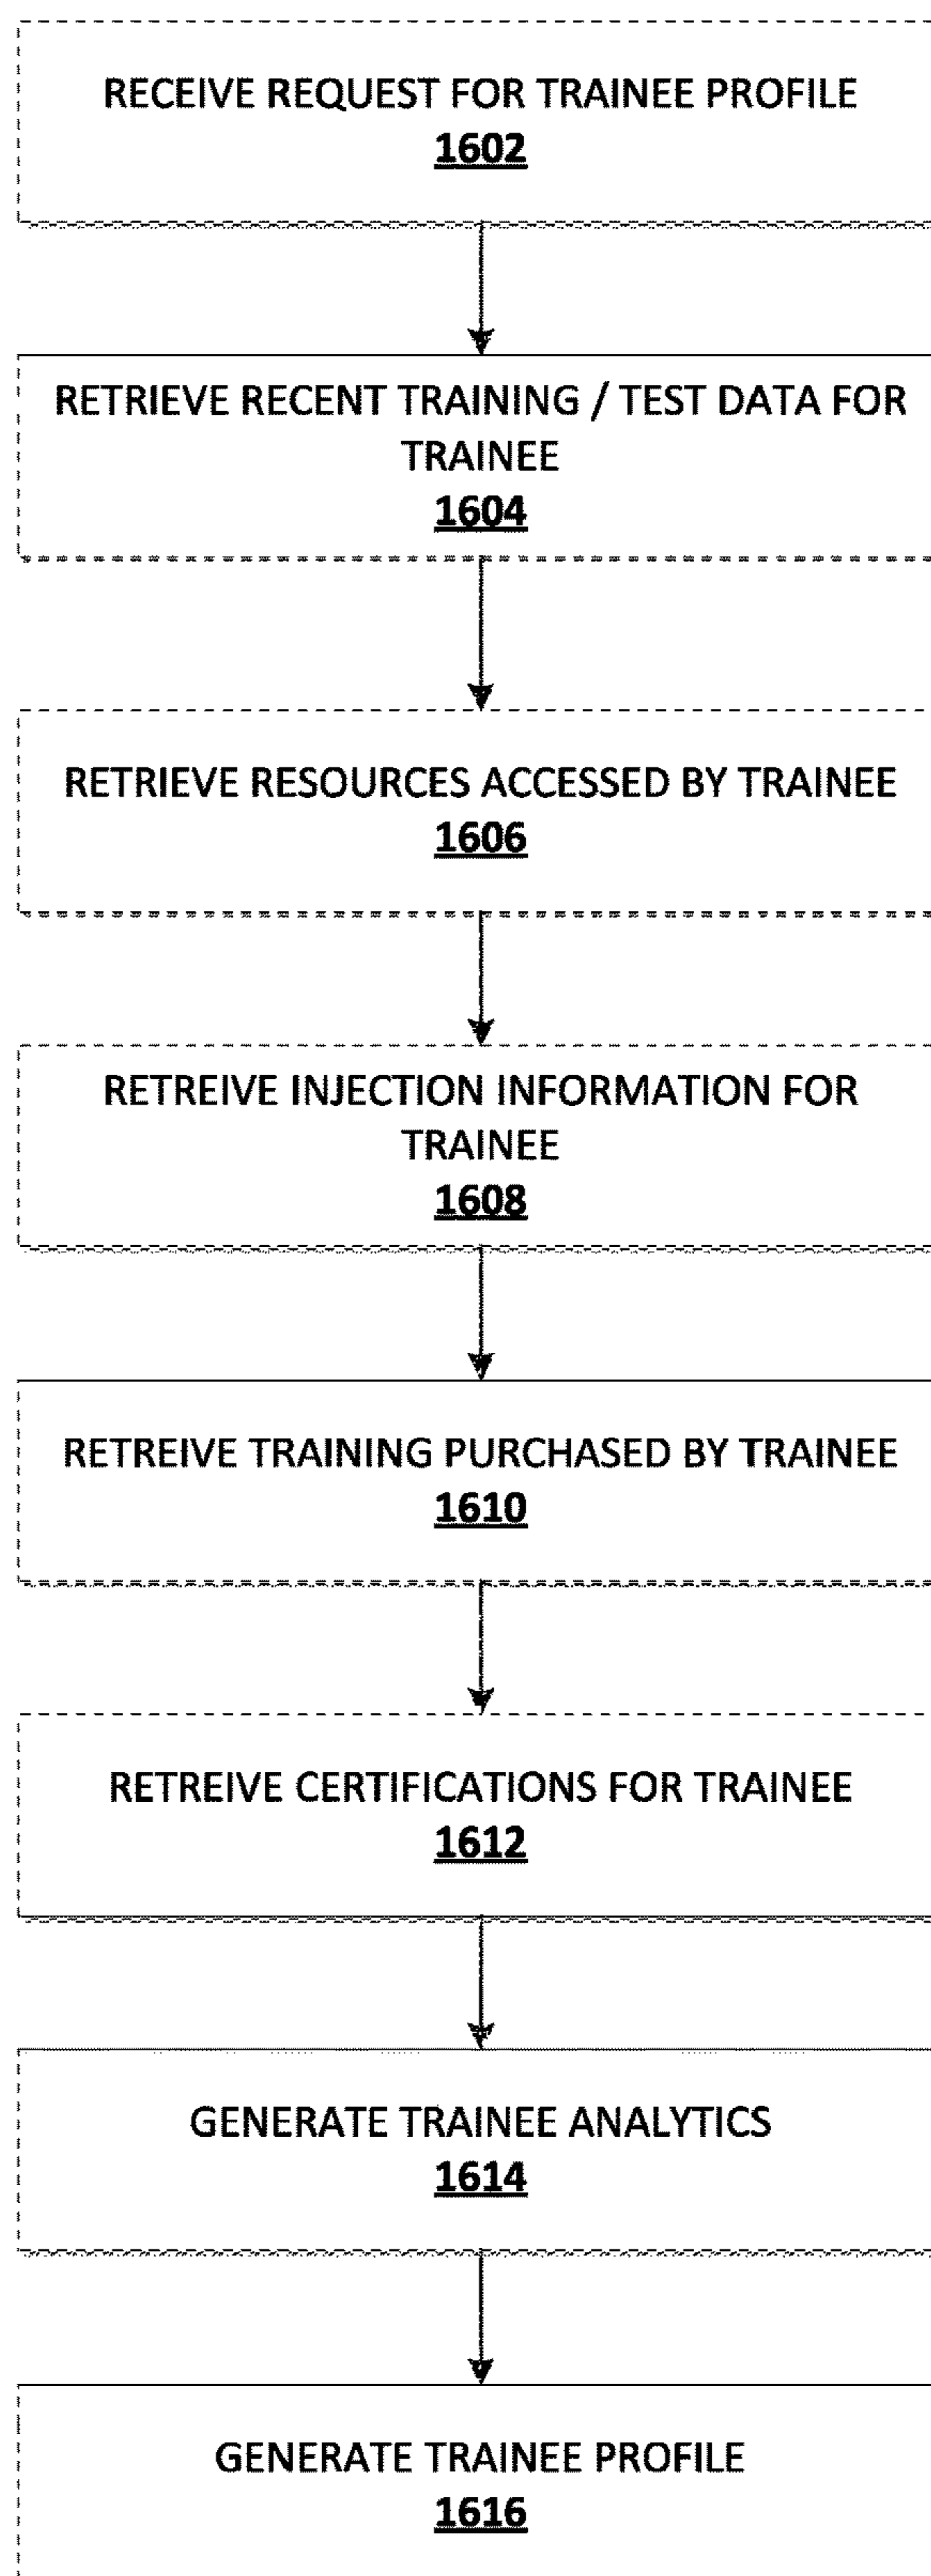 RECEIVE REQUEST FOR TRAINEE PROFILE
1602
RETRIEVE RECENT TRAINING / TEST DATA FOR
TRAINEE
1604
RETRIEVE RESOURCES ACCESSED BY TRAINEE
1606
RETREIVE INJECTION INFORMATION FOR
TRAINEE
1608
RETREIVE TRAINING PURCHASED BY TRAINEE
1610
RETREIVE CERTIFICATIONS FOR TRAINEE
1612
GENERATE TRAINEE ANALYTICS
1614
GENERATE TRAINEE PROFILE
1616